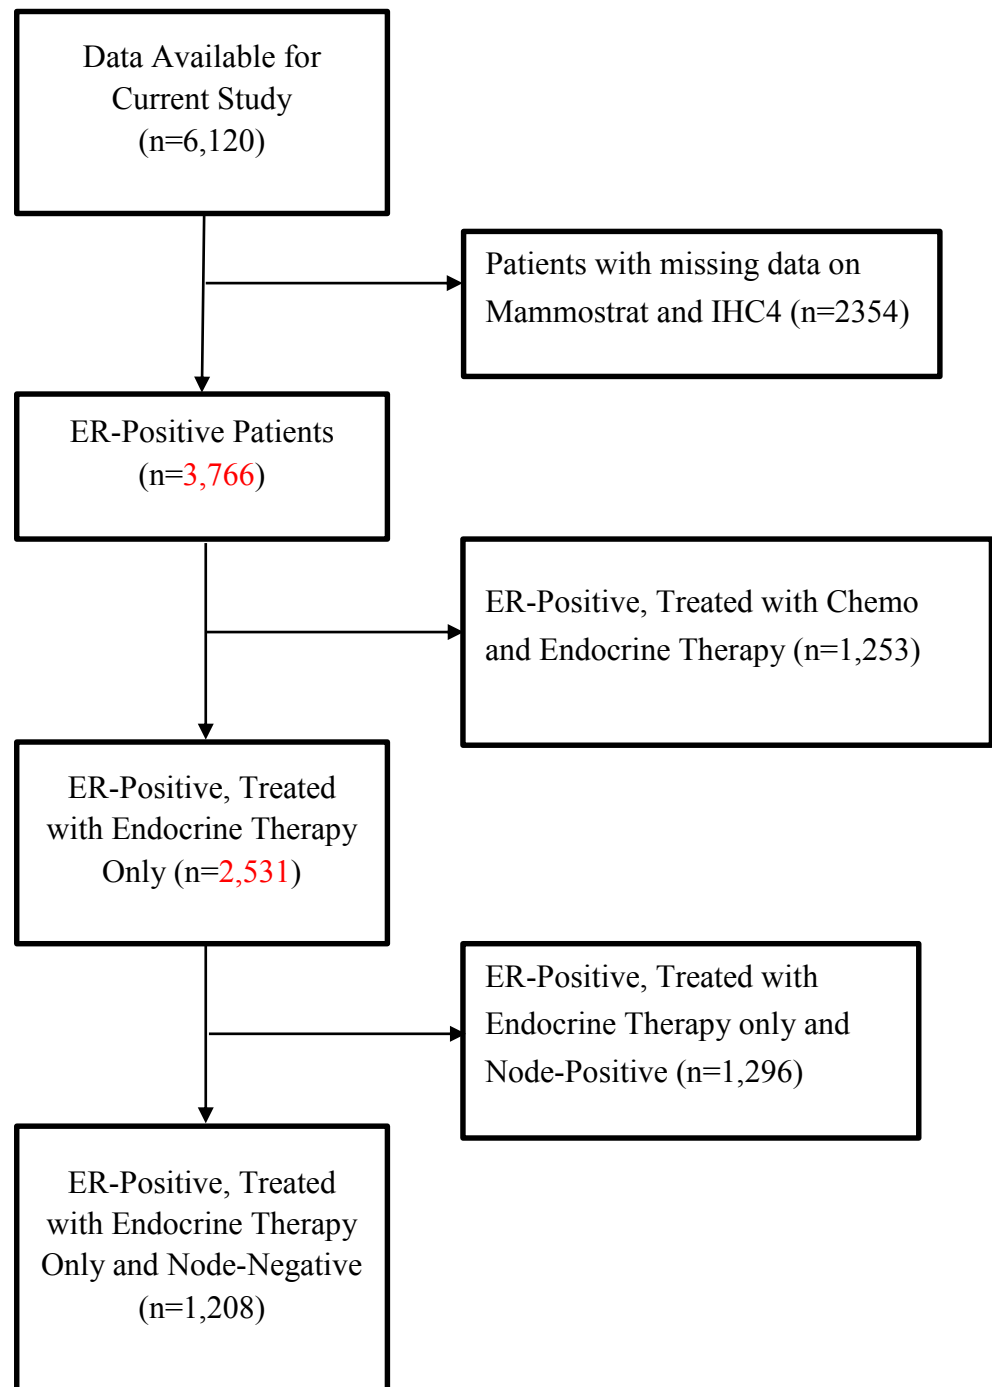 Data Available for
Current Study
(n=6,120)
Patients with missing data on
Mammostrat and IHC4 (n=2354)
ER-Positive Patients
(n=3,766)
ER-Positive, Treated with Chemo
and Endocrine Therapy (n=1,253)
ER-Positive, Treated
with Endocrine Therapy
Only (n=2,531)
ER-Positive, Treated with
Endocrine Therapy only and
Node-Positive (n=1,296)
ER-Positive, Treated
with Endocrine Therapy
Only and Node-Negative
(n=1,208)